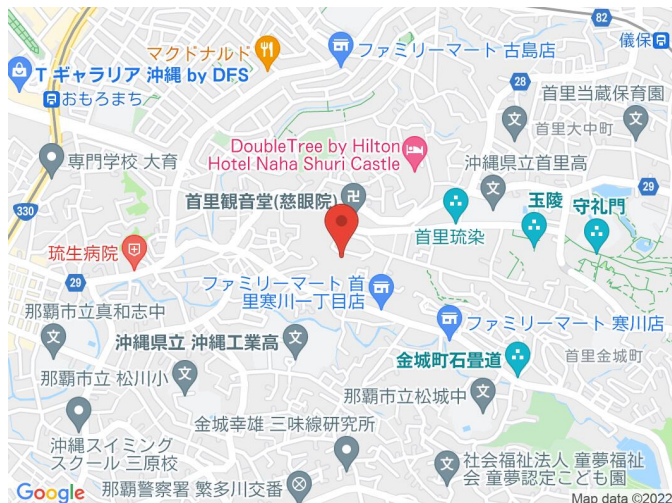 82
儀保
マクドナルド
ファミリーマート 古島店
T ギャラリア 沖縄 by DFS
おもろまち
28
首里当蔵保育園
首里大中町
DoubleTree by Hilton
Hotel Naha Shuri Castle
専門学校 大育
沖縄県立首里高
29
首里観音堂(慈眼院)
330
玉陵
守礼門
首里琉染
琉生病院
29
ファミリーマート 首
里寒川一丁目店
那覇市立真和志中
ファミリーマート 寒川店
沖縄県立 沖縄工業高
首里金城町
金城町石畳道
那覇市立 松川小
那覇市立松城中
金城幸雄 三味線研究所
沖縄スイミング
スクール 三原校
社会福祉法人 童夢福祉
会 童夢認定こども園
那覇警察署 繁多川交番
Google
Map data ©2022